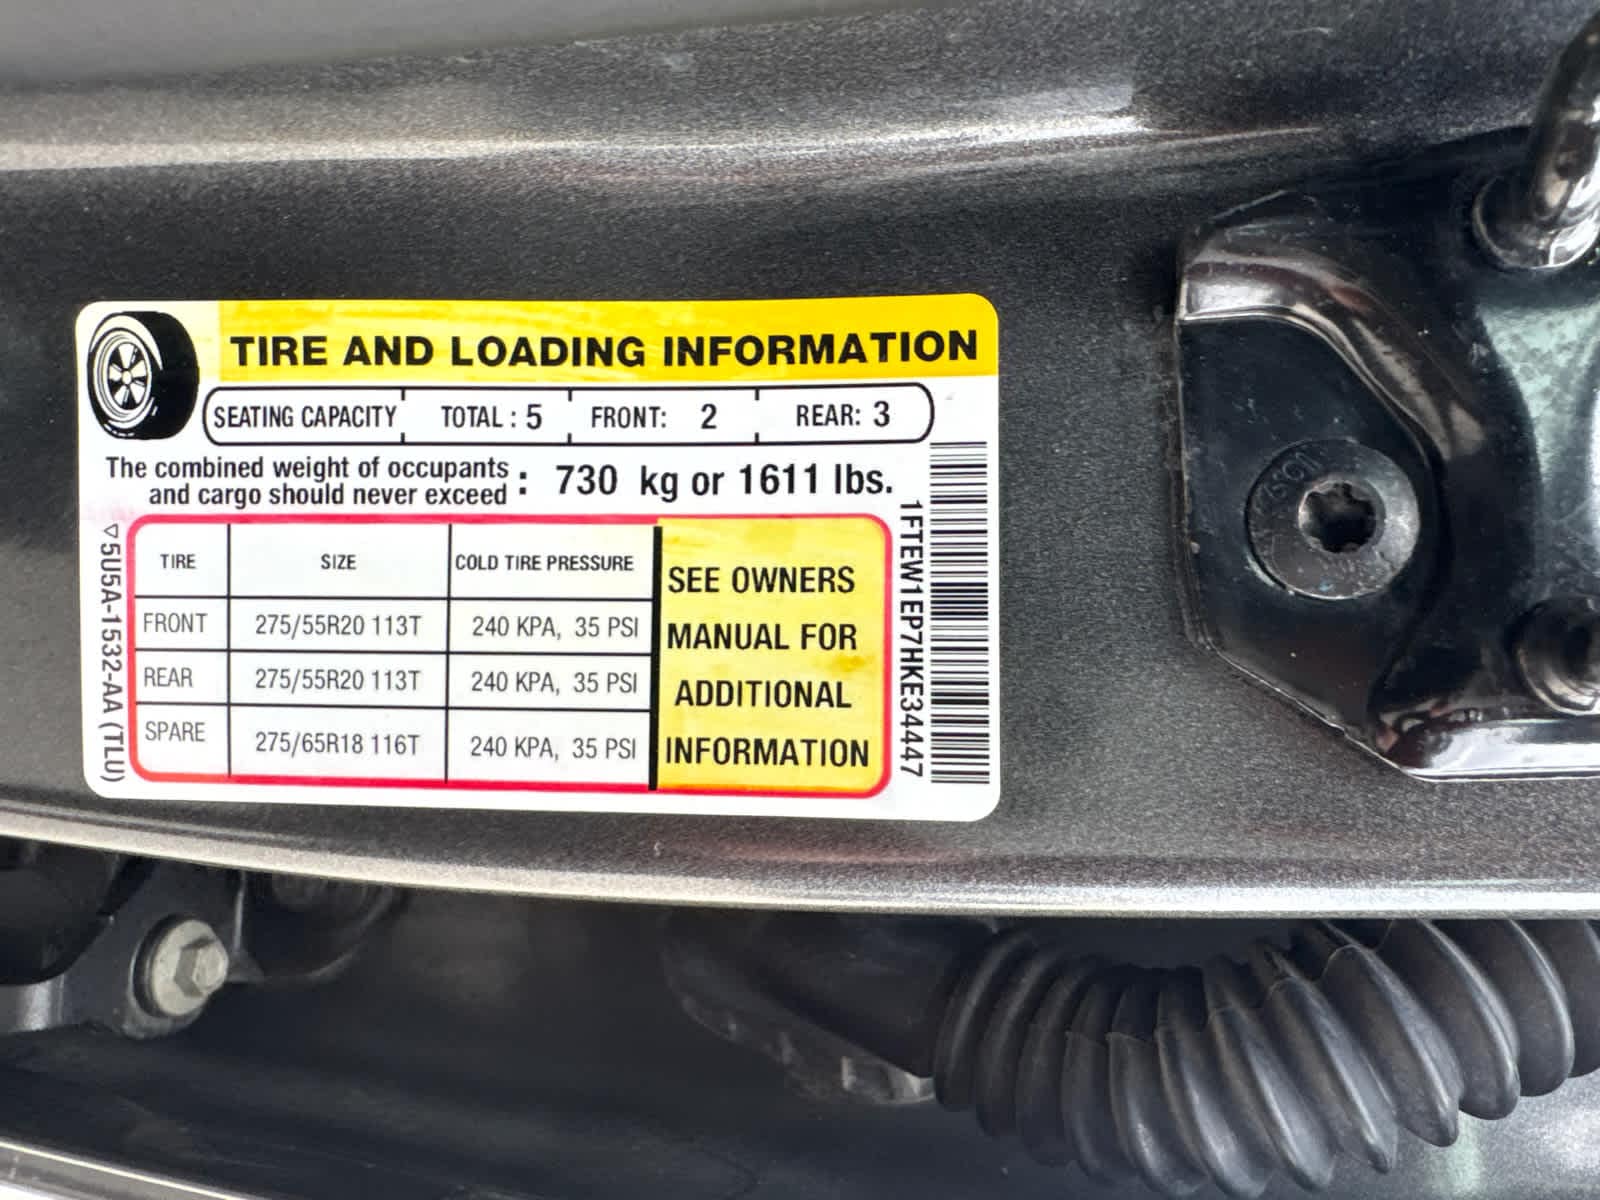 TIRE AND LOADING INFORMATION
SEATING CAPACITY TOTAL : 5 FRONT: 2 REAR: 3
The combined weight of occupants
and cargo should never exceed : 730 kg or 1611 lbs.
TIRE SIZE COLD TIRE PRESSURE
FRONT 275/55R20 113T 240 KPA, 35 PSI
REAR 275/55R20 113T 240 KPA, 35 PSI
SPARE 275/65R18 116T 240 KPA, 35 PSI
SEE OWNERS
MANUAL FOR
ADDITIONAL
INFORMATION
5U5A-1532-AA (TLU)
1FTEW1EP7HKE34447